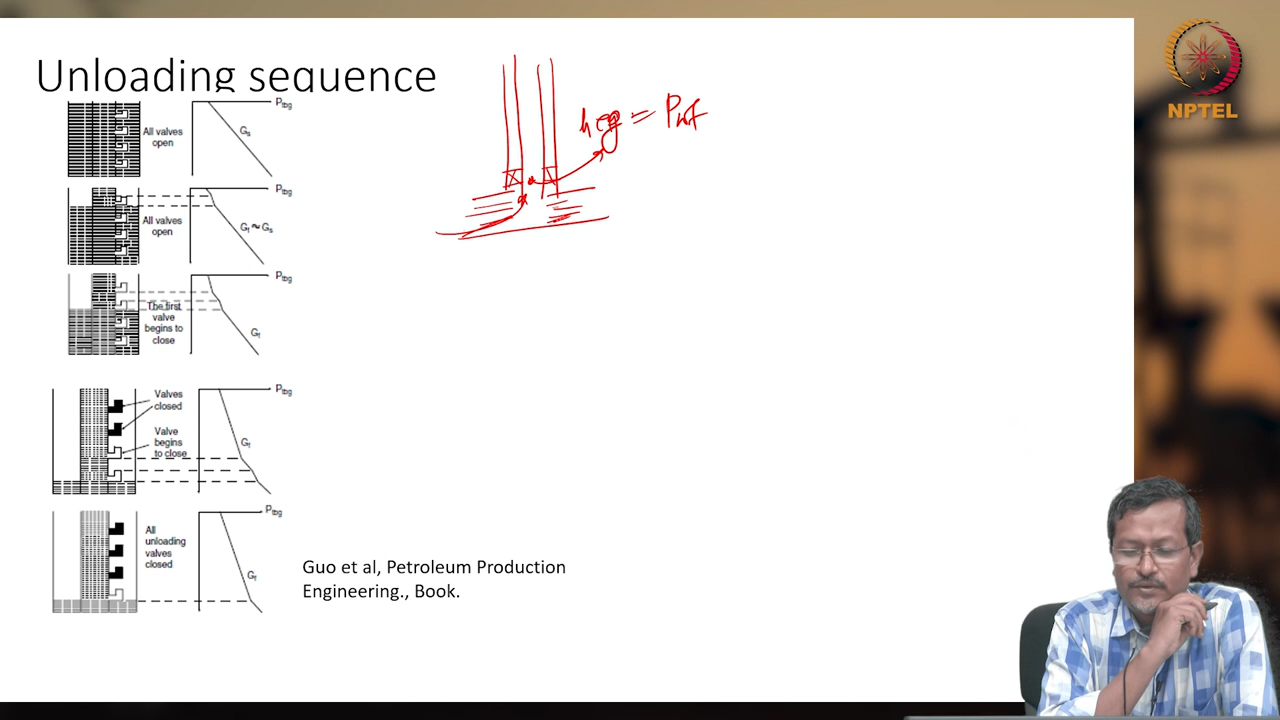 Unloading sequence
NPTEL
Ptbg
All valves
open
Gs
hρg = Pwf
Ptbg
All valves
open
Gf ≈ Gs
Ptbg
The first
valve
begins to
close
Gf
Ptbg
Valves
closed
Valve
begins
to close
Gf
Ptbg
All
unloading
valves
closed
Gf
Guo et al, Petroleum Production
Engineering., Book.